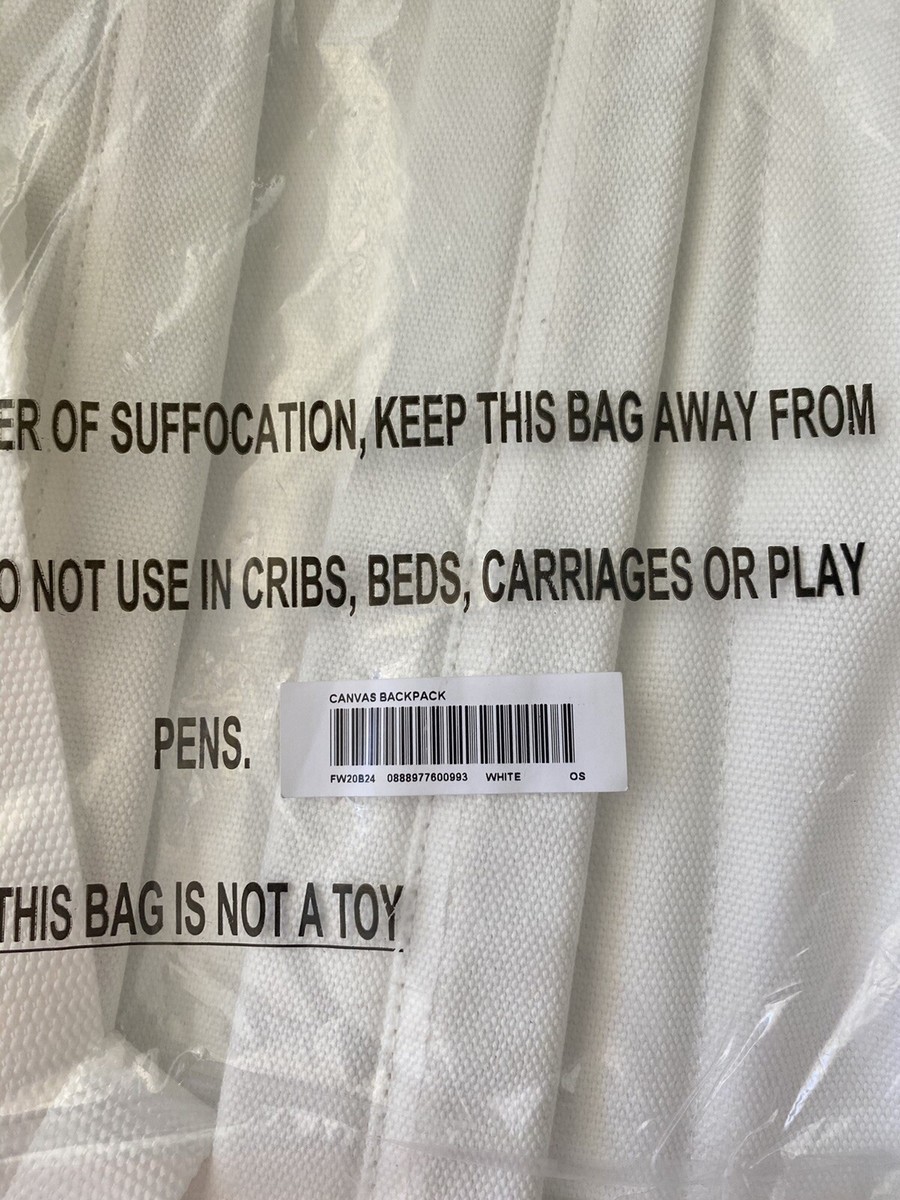 ER OF SUFFOCATION, KEEP THIS BAG AWAY FROM
O NOT USE IN CRIBS, BEDS, CARRIAGES OR PLAY
PENS.
CANVAS BACKPACK
FW20B24 0888977600993 WHITE OS
THIS BAG IS NOT A TOY